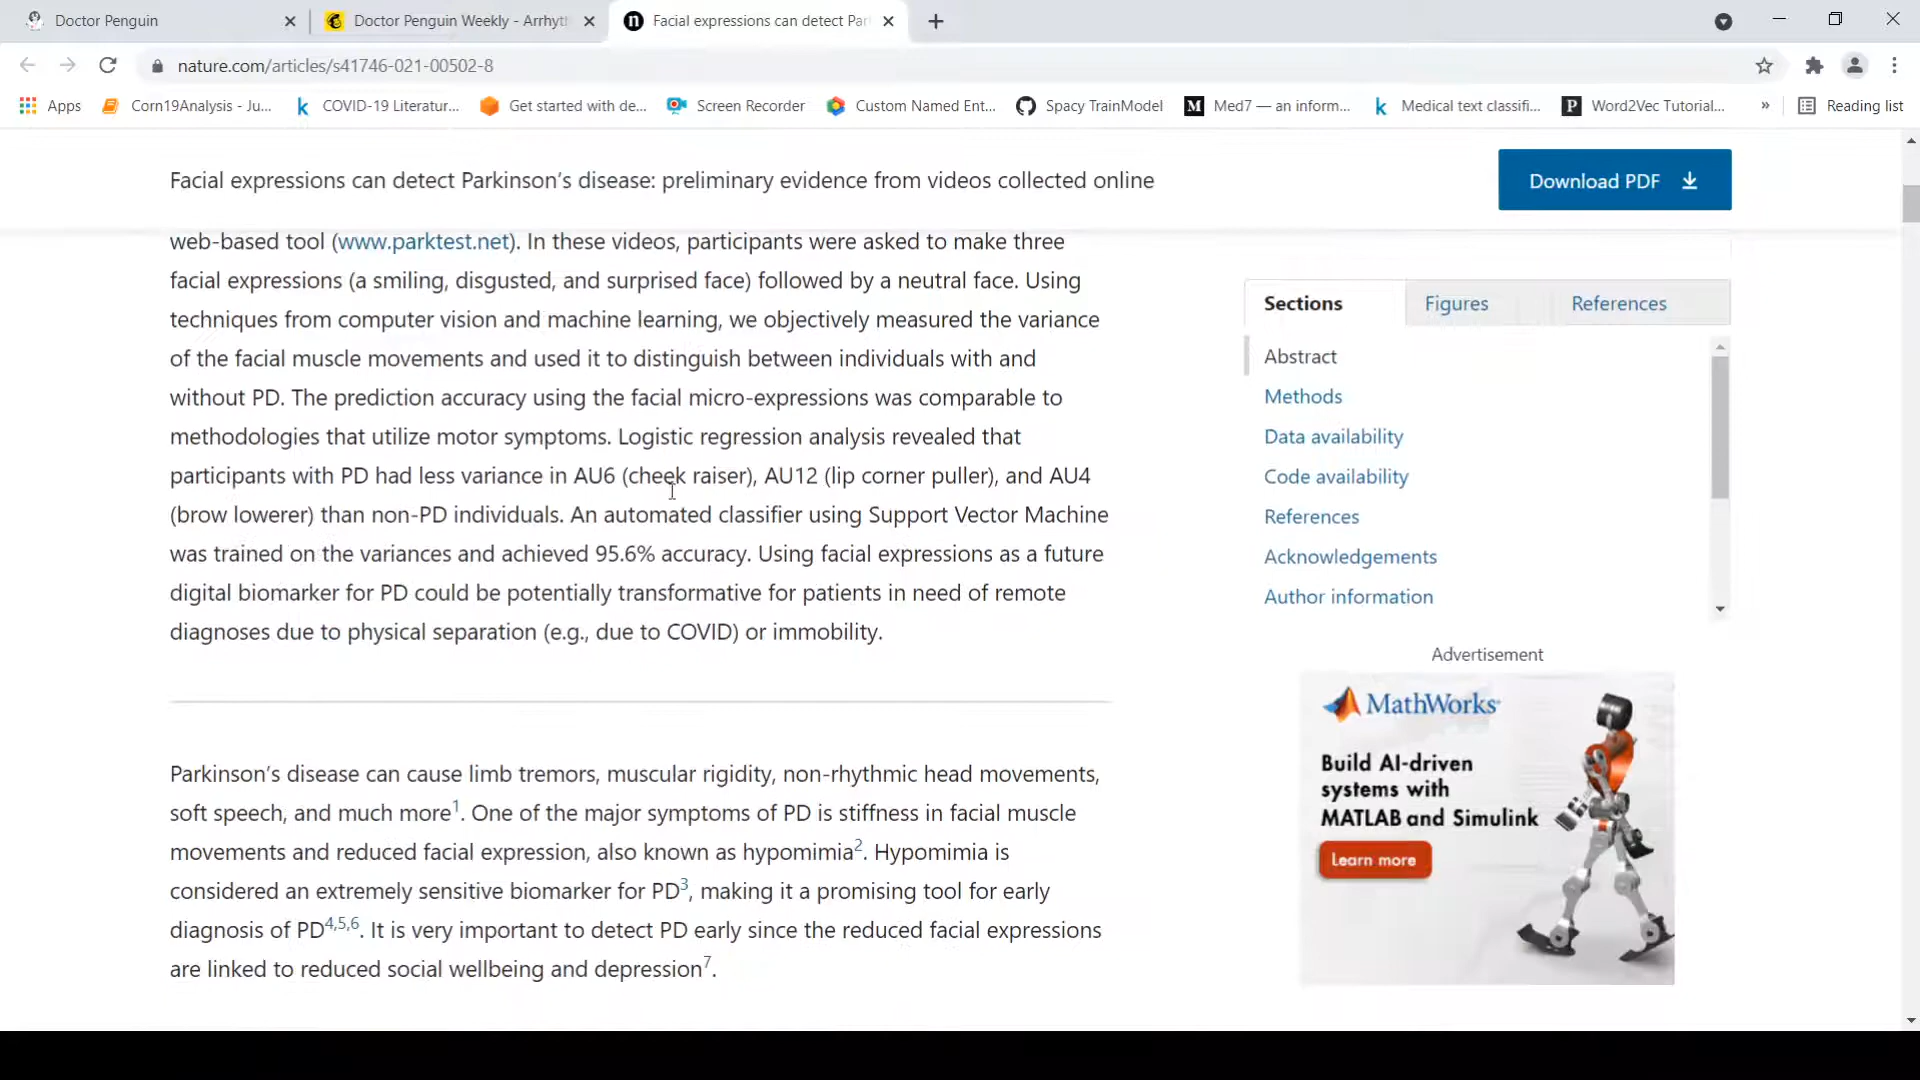 Doctor Penguin
Doctor Penguin Weekly - Arrhyt
Facial expressions can detect Par
nature.com/articles/s41746-021-00502-8
Apps
Corn19Analysis - Ju...
COVID-19 Literatur...
Get started with de...
Screen Recorder
Custom Named Ent...
Spacy TrainModel
Med7 — an inform...
Medical text classifi...
Word2Vec Tutorial...
»
Reading list
Facial expressions can detect Parkinson's disease: preliminary evidence from videos collected online
Download PDF
web-based tool (www.parktest.net). In these videos, participants were asked to make three
facial expressions (a smiling, disgusted, and surprised face) followed by a neutral face. Using
techniques from computer vision and machine learning, we objectively measured the variance
of the facial muscle movements and used it to distinguish between individuals with and
without PD. The prediction accuracy using the facial micro-expressions was comparable to
methodologies that utilize motor symptoms. Logistic regression analysis revealed that
participants with PD had less variance in AU6 (cheek raiser), AU12 (lip corner puller), and AU4
(brow lowerer) than non-PD individuals. An automated classifier using Support Vector Machine
was trained on the variances and achieved 95.6% accuracy. Using facial expressions as a future
digital biomarker for PD could be potentially transformative for patients in need of remote
diagnoses due to physical separation (e.g., due to COVID) or immobility.
Parkinson's disease can cause limb tremors, muscular rigidity, non-rhythmic head movements,
soft speech, and much more1. One of the major symptoms of PD is stiffness in facial muscle
movements and reduced facial expression, also known as hypomimia2. Hypomimia is
considered an extremely sensitive biomarker for PD3, making it a promising tool for early
diagnosis of PD4,5,6. It is very important to detect PD early since the reduced facial expressions
are linked to reduced social wellbeing and depression7.
Sections
Figures
References
Abstract
Methods
Data availability
Code availability
References
Acknowledgements
Author information
Advertisement
MathWorks
Build AI-driven
systems with
MATLAB and Simulink
Learn more